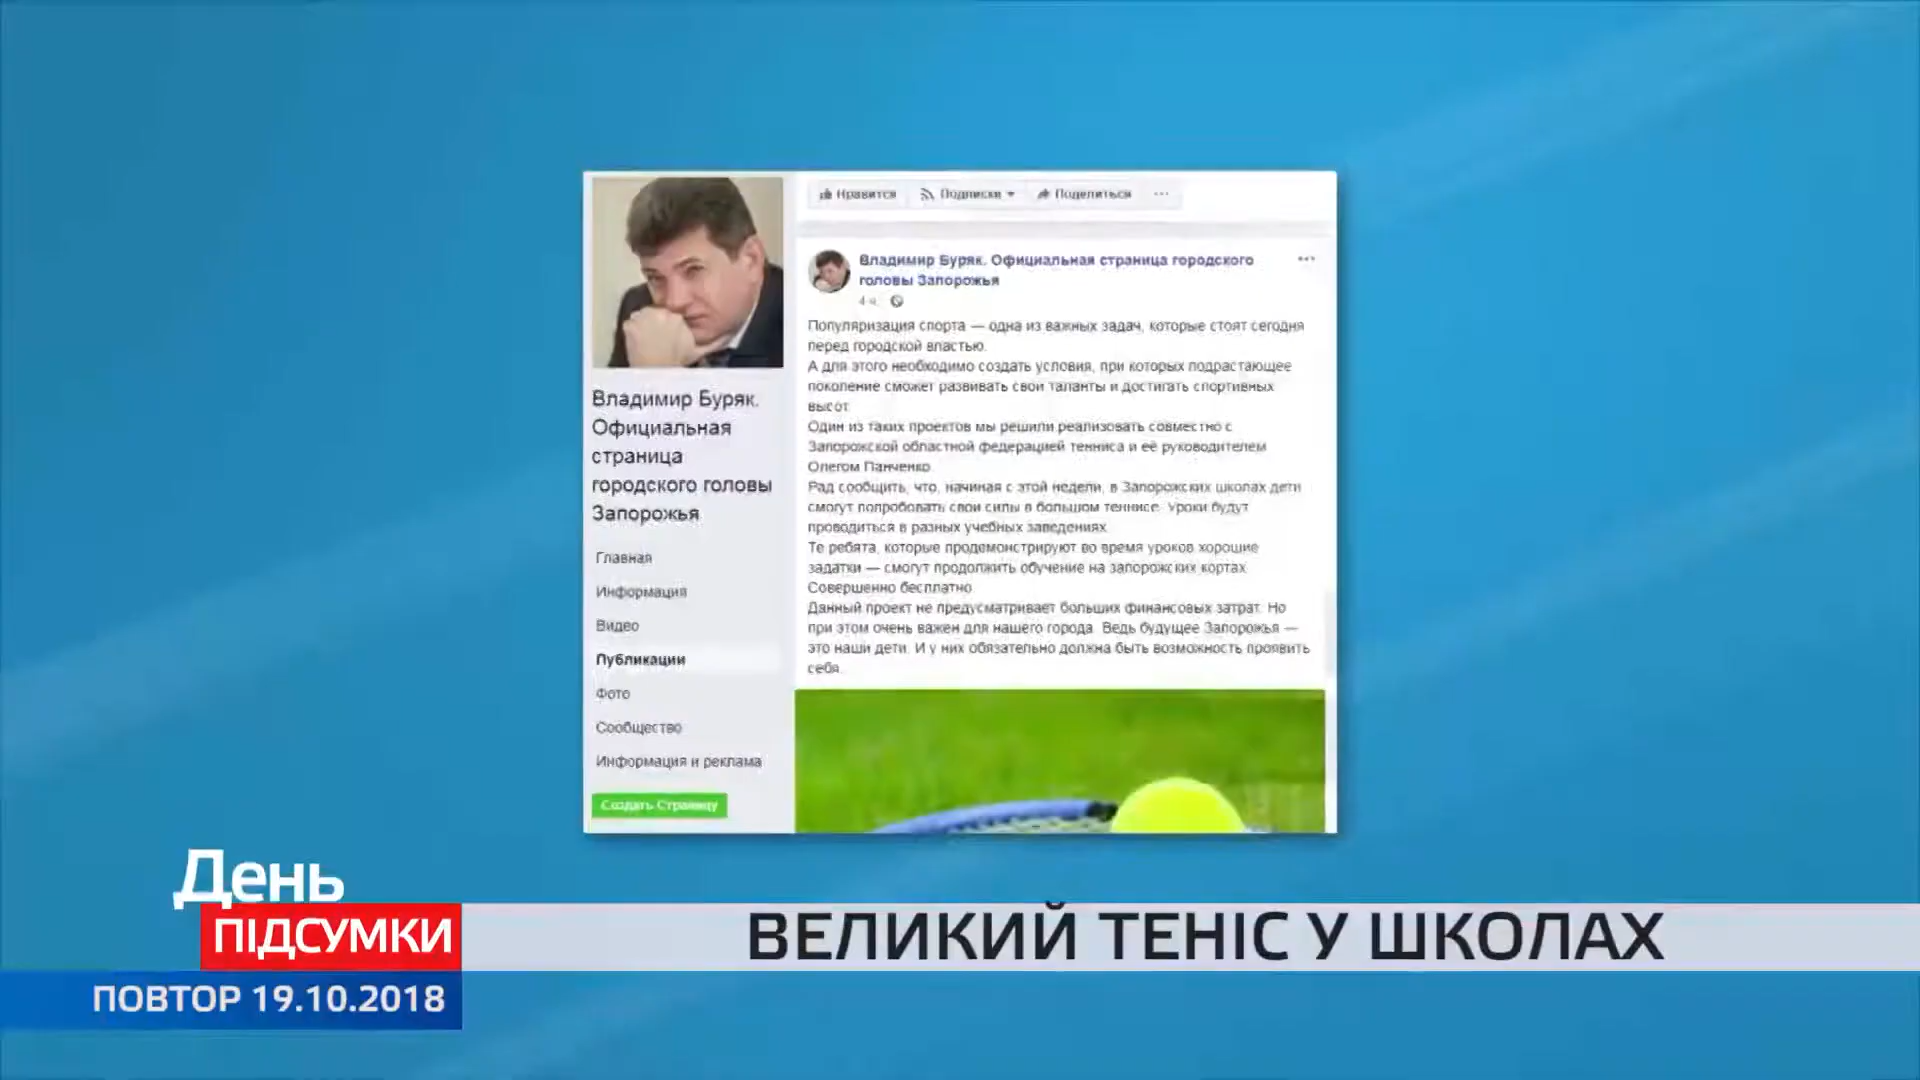 Нравится Подписки Поделиться
Владимир Буряк. Официальная страница городского
головы Запорожья
4 ч.
Популяризация спорта — одна из важных задач, которые стоят сегодня
перед городской властью.
А для этого необходимо создать условия, при которых подрастающее
поколение сможет развивать свои таланты и достигать спортивных
высот.
Один из таких проектов мы решили реализовать совместно с
Запорожской областной федерацией тенниса и её руководителем
Олегом Панченко.
Рад сообщить, что, начиная с этой недели, в Запорожских школах дети
смогут попробовать свои силы в большом теннисе. Уроки будут
проводиться в разных учебных заведениях.
Те ребята, которые продемонстрируют во время уроков хорошие
задатки — смогут продолжить обучение на запорожских кортах.
Совершенно бесплатно.
Данный проект не предусматривает больших финансовых затрат. Но
при этом очень важен для нашего города. Ведь будущее Запорожья —
это наши дети. И у них обязательно должна быть возможность проявить
себя.
Владимир Буряк.
Официальная
страница
городского головы
Запорожья
Главная
Информация
Видео
Публикации
Фото
Сообщество
Информация и реклама
Создать Страницу
День
ПІДСУМКИ
ВЕЛИКИЙ ТЕНІС У ШКОЛАХ
ПОВТОР 19.10.2018